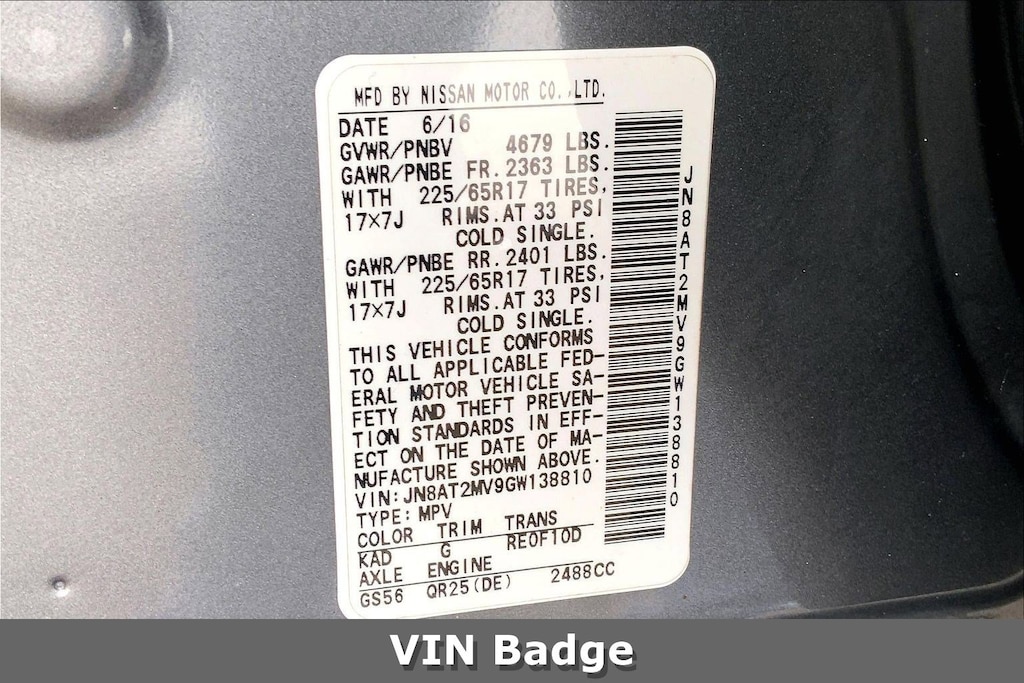 MFD BY NISSAN MOTOR CO.,LTD.
DATE 6/16
GVWR/PNBV 4679 LBS.
GAWR/PNBE FR. 2363 LBS.
WITH 225/65R17 TIRES,
17×7J RIMS.AT 33 PSI
COLD SINGLE.
GAWR/PNBE RR. 2401 LBS.
WITH 225/65R17 TIRES,
17×7J RIMS.AT 33 PSI
COLD SINGLE.
THIS VEHICLE CONFORMS
TO ALL APPLICABLE FED-
ERAL MOTOR VEHICLE SA-
FETY AND THEFT PREVEN-
TION STANDARDS IN EFF-
ECT ON THE DATE OF MA-
NUFACTURE SHOWN ABOVE.
VIN:JN8AT2MV9GW138810
TYPE:MPV
COLOR TRIM TRANS
KAD G RE0F10D
AXLE ENGINE
GS56 QR25(DE) 2488CC
JN8AT2MV9GW138810
VIN Badge